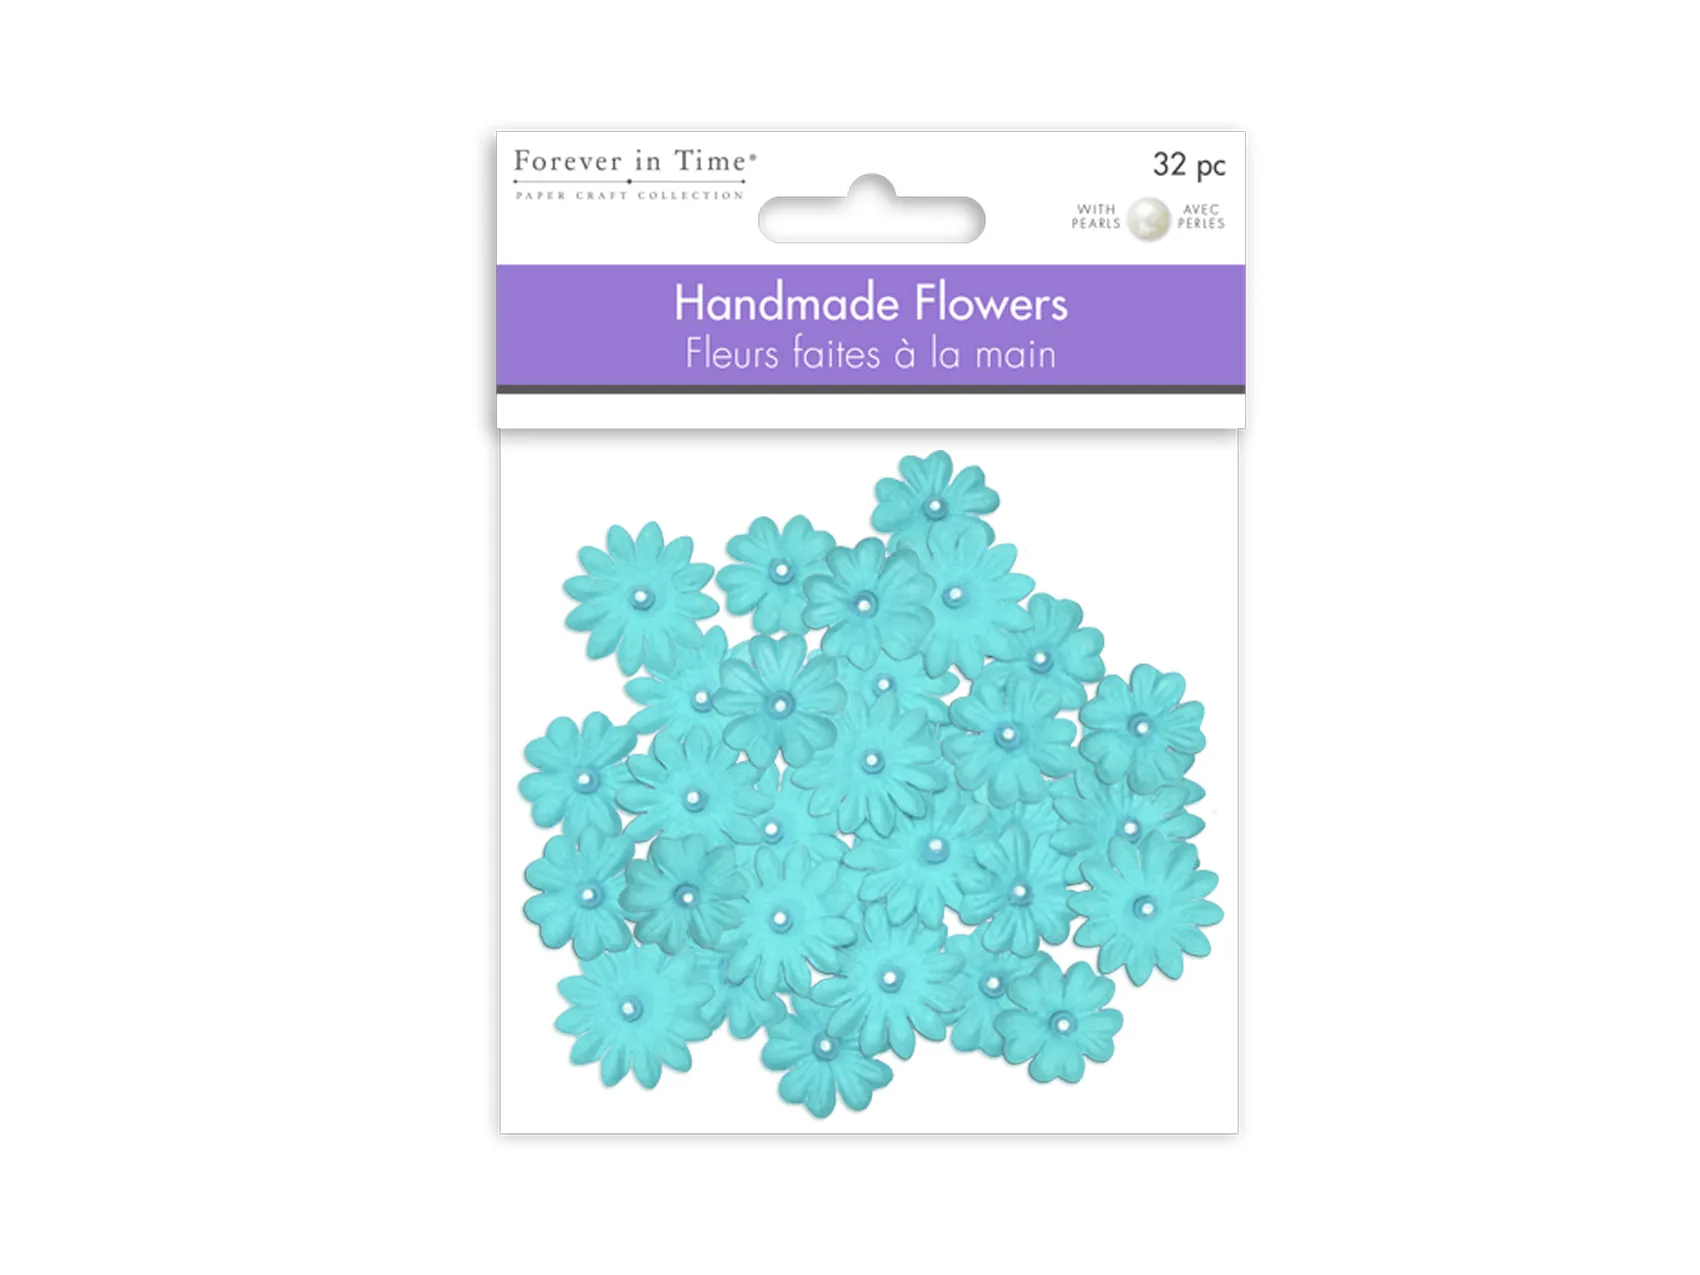 Forever in Time®
PAPER CRAFT COLLECTION
32 pc
WITH PEARLS
AVEC PERLES
Handmade Flowers
Fleurs faites à la main